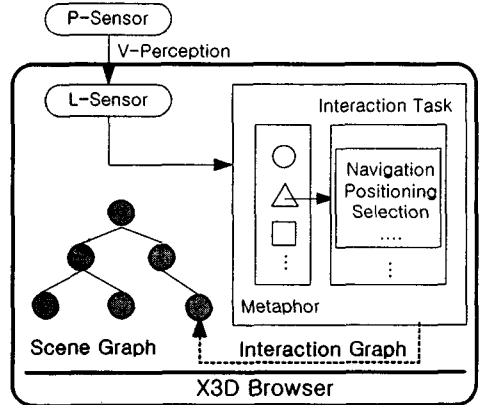 P-Sensor
V-Perception
L-Sensor
Interaction Task
Navigation
Positioning
Selection
....
Metaphor
Scene Graph
Interaction Graph
X3D Browser